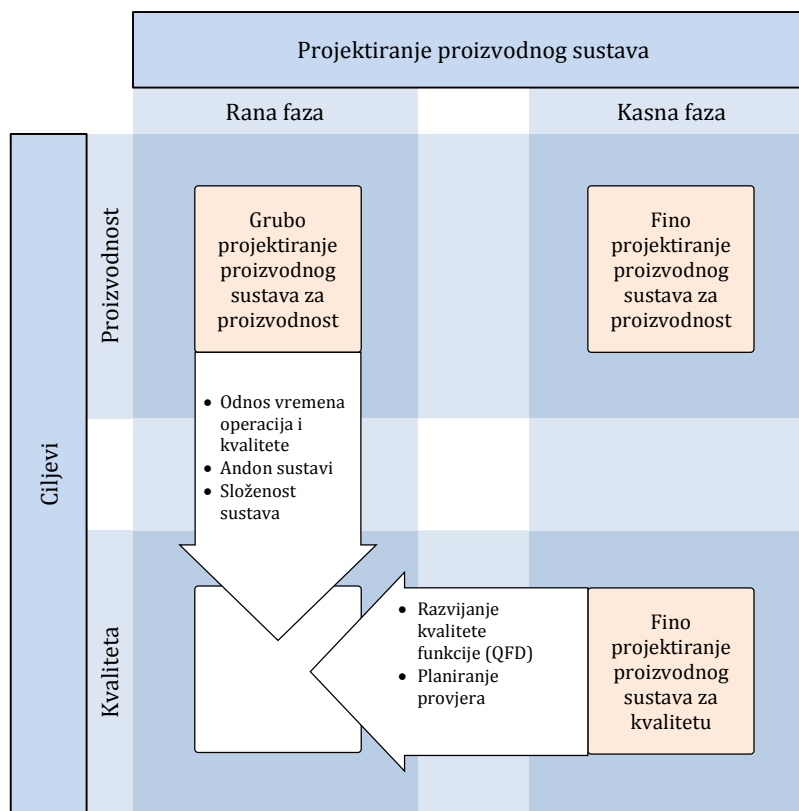 Projektiranje proizvodnog sustava
Rana faza
Kasna faza
Ciljevi
Proizvodnost
Grubo
projektiranje
proizvodnog
sustava za
proizvodnost
Fino
projektiranje
proizvodnog
sustava za
proizvodnost
• Odnos vremena
operacija i
kvalitete
• Andon sustavi
• Složenost
sustava
Kvaliteta
• Razvijanje
kvalitete
funkcije (QFD)
• Planiranje
provjera
Fino
projektiranje
proizvodnog
sustava za
kvalitetu